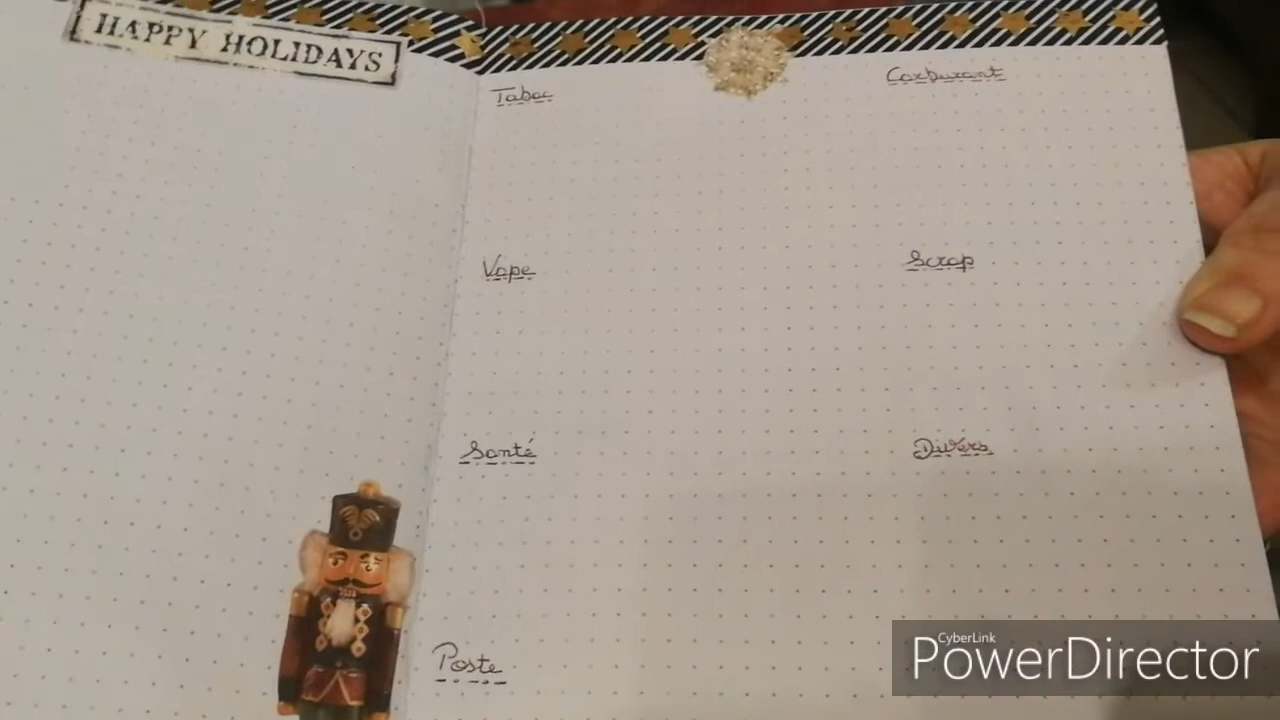 HAPPY HOLIDAYS
Tabac
Carburant
Vape
Scrap
Santé
Divers
Poste
CyberLink
PowerDirector